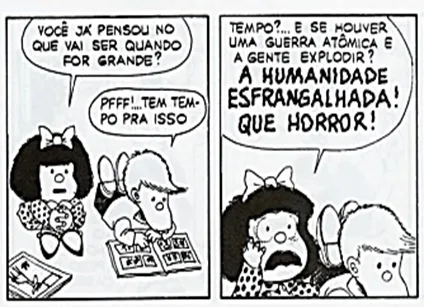 VOCÊ JÁ PENSOU NO
QUE VAI SER QUANDO
FOR GRANDE?
PFFF!...TEM TEM-
PO PRA ISSO
TEMPO?... E SE HOUVER
UMA GUERRA ATÔMICA E
A GENTE EXPLODIR?
A HUMANIDADE
ESFRANGALHADA!
QUE HORROR!